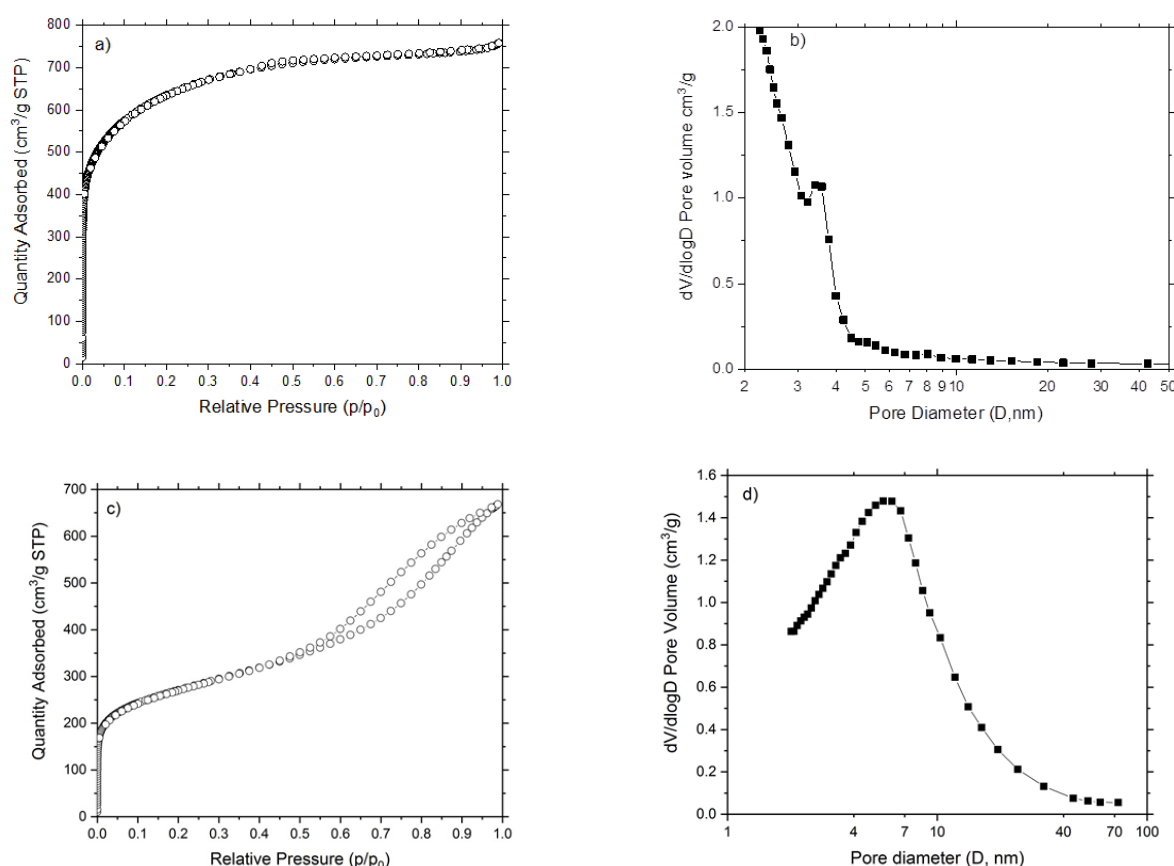 a)
Quantity Adsorbed (cm³/g STP)
800
700
600
500
400
300
200
100
0
0.0 0.1 0.2 0.3 0.4 0.5 0.6 0.7 0.8 0.9 1.0
Relative Pressure (p/p₀)
b)
dV/dlogD Pore volume cm³/g
2.0
1.5
1.0
0.5
0.0
2 3 4 5 6 7 8 9 10 20 30 40 50
Pore Diameter (D,nm)
c)
Quantity Adsorbed (cm³/g STP)
700
600
500
400
300
200
100
0
0.0 0.1 0.2 0.3 0.4 0.5 0.6 0.7 0.8 0.9 1.0
Relative Pressure (p/p₀)
d)
dV/dlogD Pore Volume (cm³/g)
1.6
1.4
1.2
1.0
0.8
0.6
0.4
0.2
0.0
1 4 7 10 40 70 100
Pore diameter (D, nm)